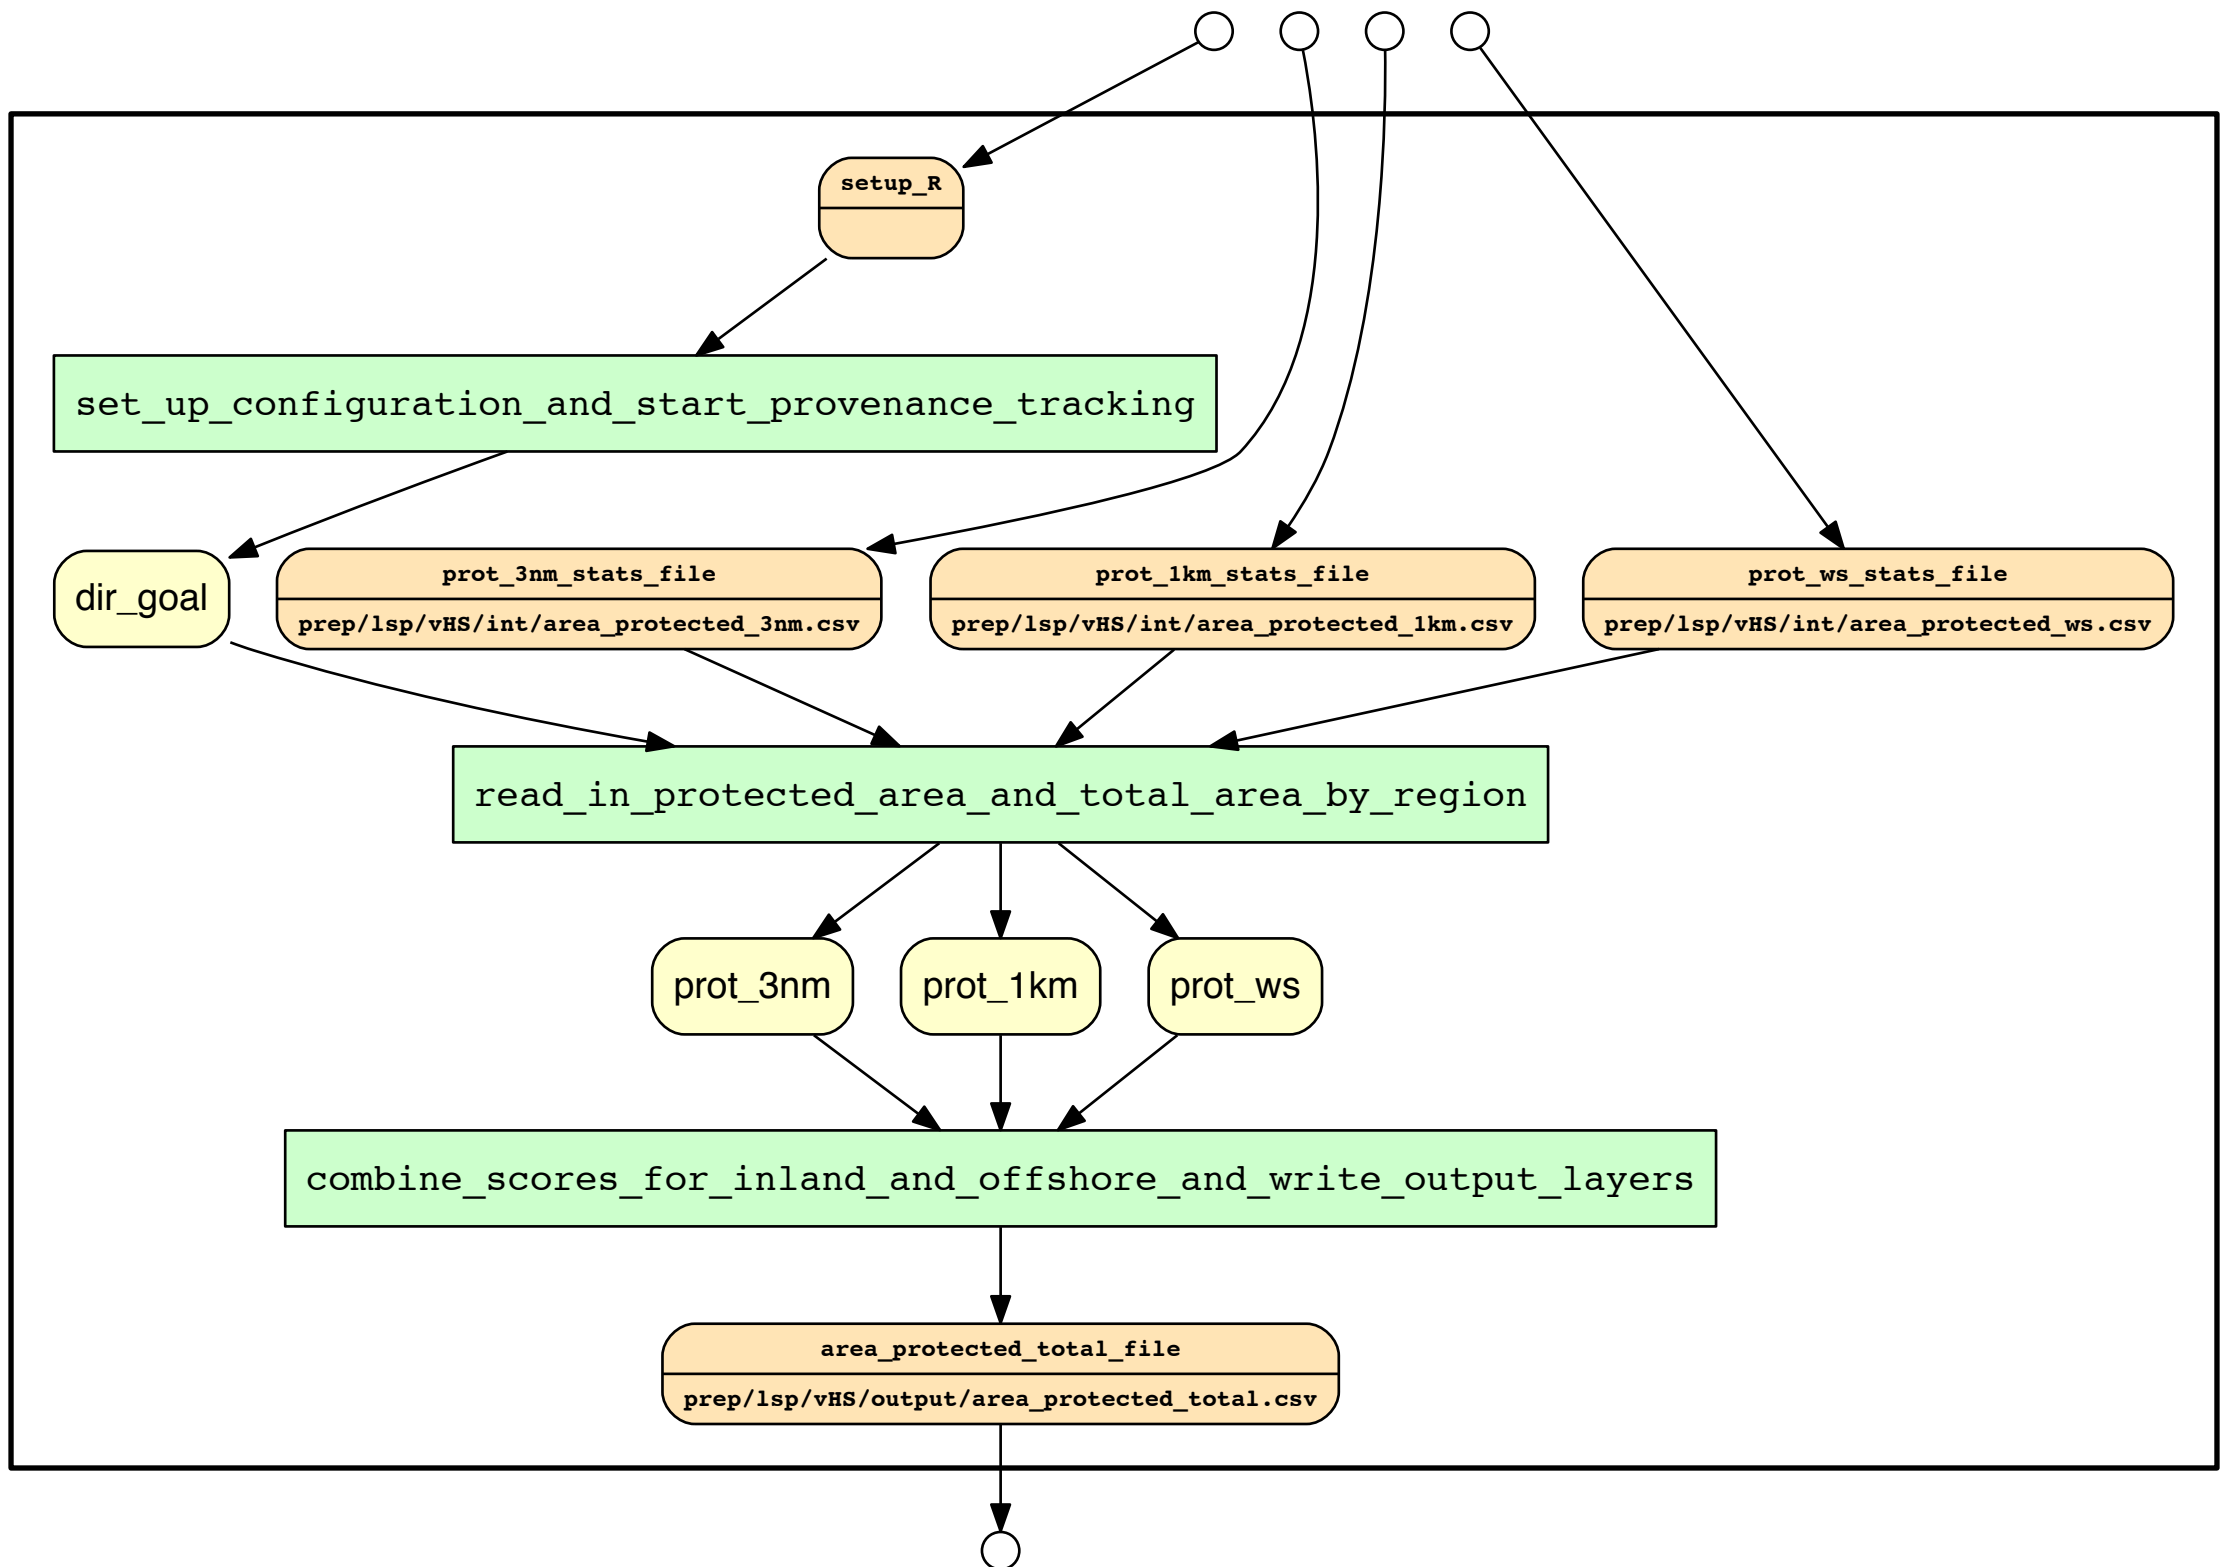 setup_R
set_up_configuration_and_start_provenance_tracking
dir_goal
prot_3nm_stats_file
prep/lsp/vHS/int/area_protected_3nm.csv
prot_1km_stats_file
prep/lsp/vHS/int/area_protected_1km.csv
prot_ws_stats_file
prep/lsp/vHS/int/area_protected_ws.csv
read_in_protected_area_and_total_area_by_region
prot_3nm
prot_1km
prot_ws
combine_scores_for_inland_and_offshore_and_write_output_layers
area_protected_total_file
prep/lsp/vHS/output/area_protected_total.csv